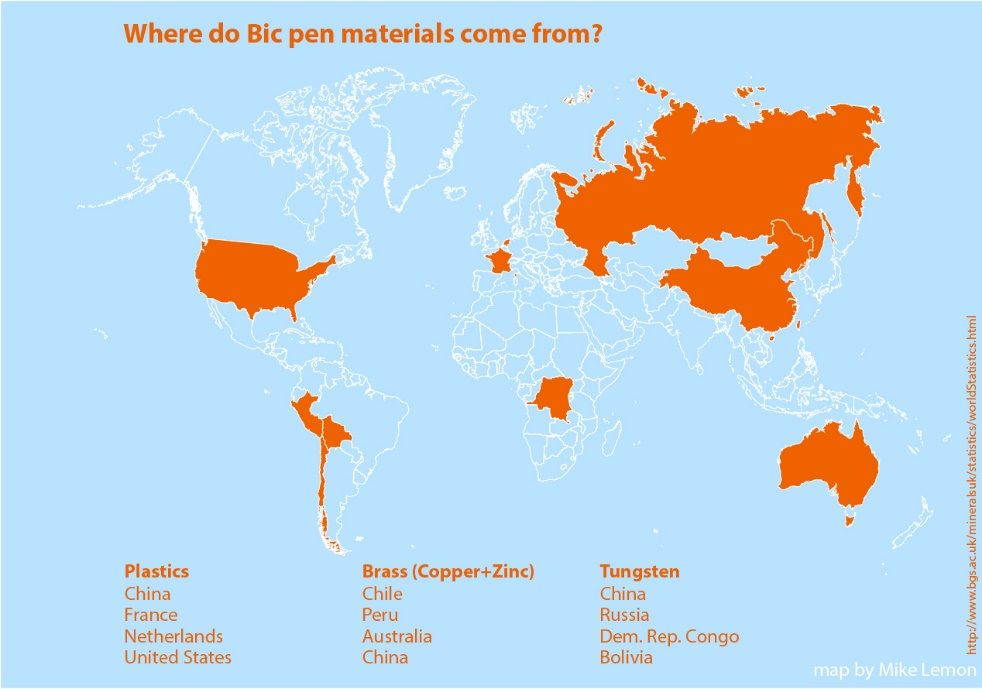 Where do Bic pen materials come from?
Plastics
China
France
Netherlands
United States
Brass (Copper+Zinc)
Chile
Peru
Australia
China
Tungsten
China
Russia
Dem. Rep. Congo
Bolivia
http://www.bgs.ac.uk/mineralsuk/statistics/worldStatistics.html
map by Mike Lemon